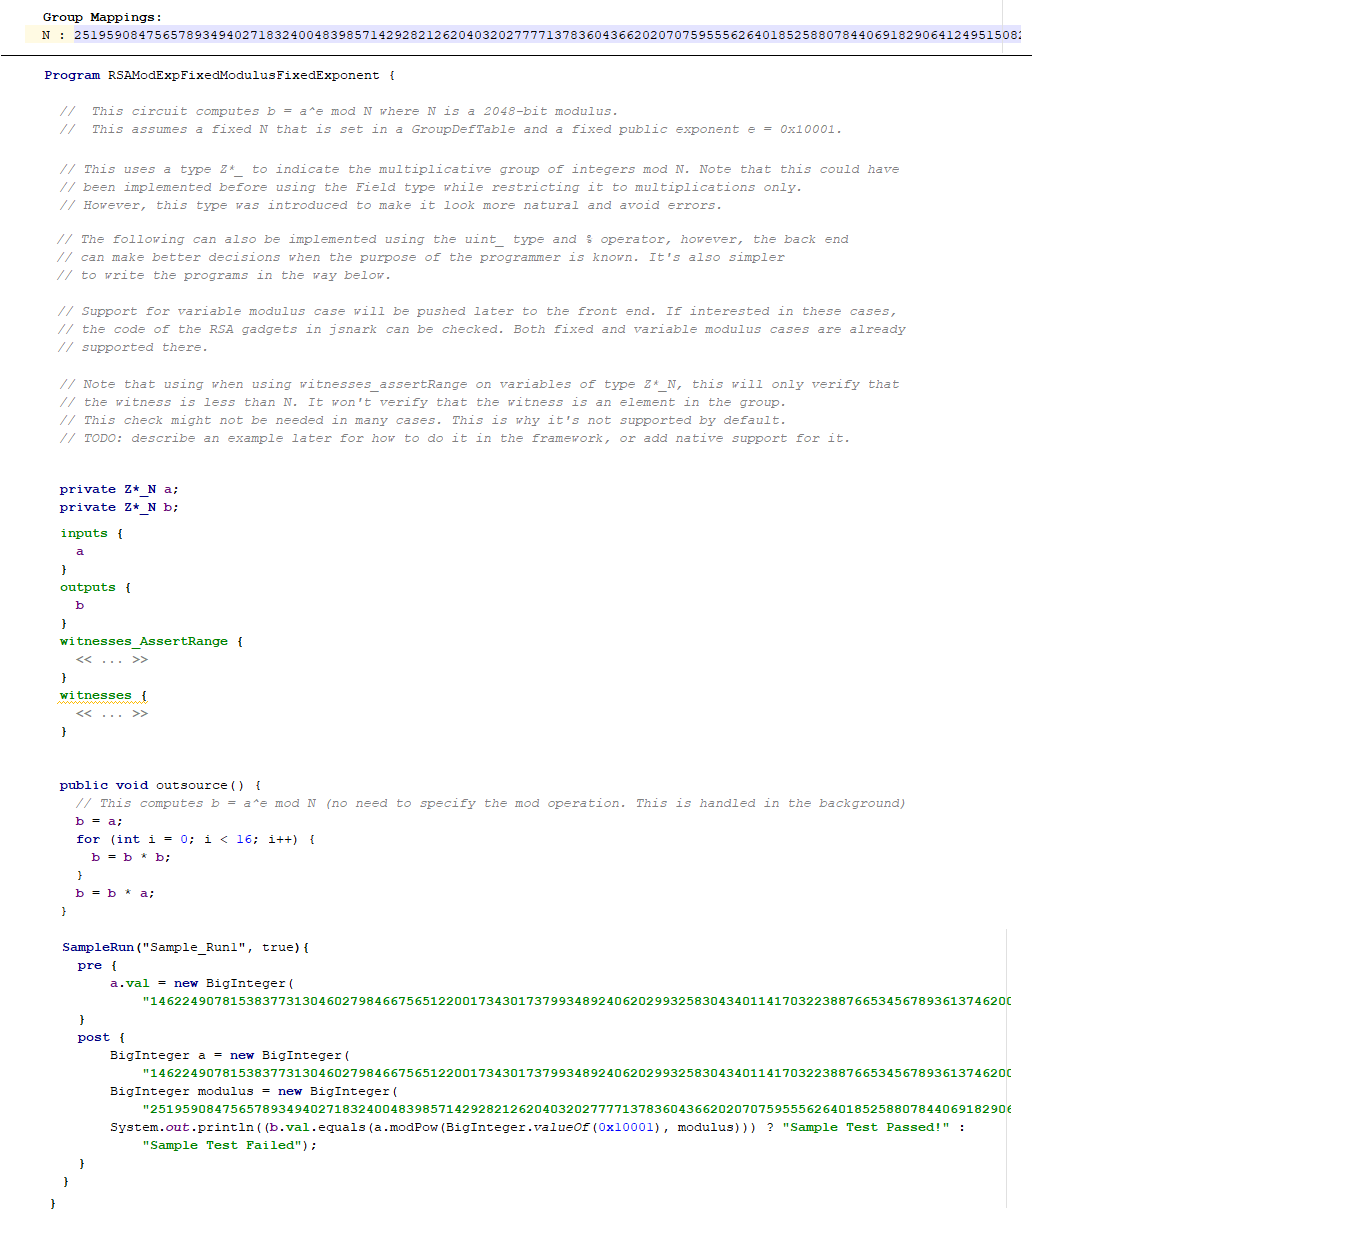 Group Mappings:
N : 2519590847565789349402718324004839857142928212620403202777713783604366202070759555626401852588078440691829064124951508
Program RSAModExpFixedModulusFixedExponent {
//  This circuit computes b = a^e mod N where N is a 2048-bit modulus.
//  This assumes a fixed N that is set in a GroupDefTable and a fixed public exponent e = 0x10001.
// This uses a type Z*_ to indicate the multiplicative group of integers mod N. Note that this could have
// been implemented before using the Field type while restricting it to multiplications only.
// However, this type was introduced to make it look more natural and avoid errors.
// The following can also be implemented using the uint_ type and % operator, however, the back end
// can make better decisions when the purpose of the programmer is known. It's also simpler
// to write the programs in the way below.
// Support for variable modulus case will be pushed later to the front end. If interested in these cases,
// the code of the RSA gadgets in jsnark can be checked. Both fixed and variable modulus cases are already
// supported there.
// Note that using when using witnesses_assertRange on variables of type Z*_N, this will only verify that
// the witness is less than N. It won't verify that the witness is an element in the group.
// This check might not be needed in many cases. This is why it's not supported by default.
// TODO: describe an example later for how to do it in the framework, or add native support for it.
private Z*_N a;
private Z*_N b;
inputs {
a
}
outputs {
b
}
witnesses_AssertRange {
<< ... >>
}
witnesses {
<< ... >>
}
public void outsource() {
// This computes b = a^e mod N (no need to specify the mod operation. This is handled in the background)
b = a;
for (int i = 0; i < 16; i++) {
b = b * b;
}
b = b * a;
}
SampleRun("Sample_Run1", true){
pre {
a.val = new BigInteger(
"146224907815383773130460279846675651220017343017379934892406202993258304340114170322388766534567893613746200
}
post {
BigInteger a = new BigInteger(
"146224907815383773130460279846675651220017343017379934892406202993258304340114170322388766534567893613746200
BigInteger modulus = new BigInteger(
"25195908475657893494027183240048398571429282126204032027777137836043662020707595556264018525880784406918290
System.out.println((b.val.equals(a.modPow(BigInteger.valueOf(0x10001), modulus))) ? "Sample Test Passed!" :
"Sample Test Failed");
}
}
}